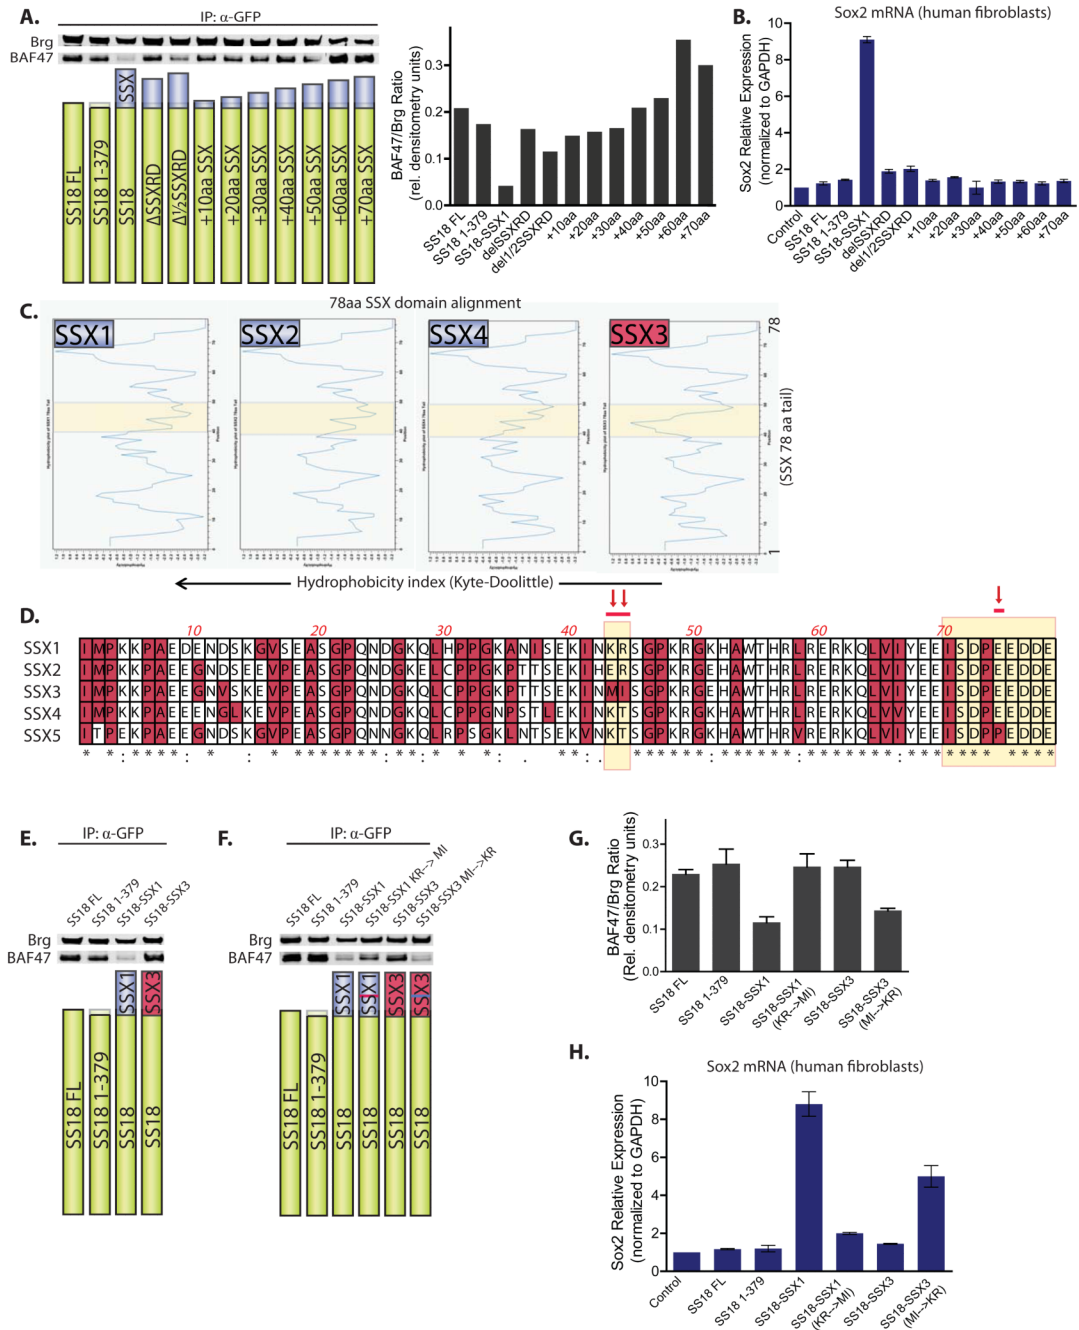 A.
IP: α-GFP
Brg
BAF47
SSX
SS18 FL
SS18 1-379
SS18
ΔSSXRD
Δ½SSXRD
+10aa SSX
+20aa SSX
+30aa SSX
+40aa SSX
+50aa SSX
+60aa SSX
+70aa SSX
BAF47/Brg Ratio
(rel. densitometry units)
0.3
0.2
0.1
0.0
SS18 FL
SS18 1-379
SS18-SSX1
delSSXRD
del1/2SSXRD
+10aa
+20aa
+30aa
+40aa
+50aa
+60aa
+70aa
B.
Sox2 mRNA (human fibroblasts)
Sox2 Relative Expression
(normalized to GAPDH)
10
8
6
4
2
0
Control
SS18 FL
SS18 1-379
SS18-SSX1
delSSXRD
del1/2SSXRD
+10aa
+20aa
+30aa
+40aa
+50aa
+60aa
+70aa
C.
78aa SSX domain alignment
SSX1
SSX2
SSX4
SSX3
78
(SSX 78 aa tail)
1
Hydrophobicity index (Kyte-Doolittle)
D.
10 20 30 40 50 60 70
SSX1 IMPKKPAEDENDSKGVSEASGPQNDGKQLHPPGKANISEKINKRSGPKRGKHAWTHRLRERKQLVIYEEISDPEEDDE
SSX2 IMPKKPAEEGNDSEEVPEASGPQNDGKELCPPGKPTTSEKIHERSGPKRGEHAWTHRLRERKQLVIYEEISDPEEDDE
SSX3 IMPKKPAEEGNVSKEVPEASGPQNDGKQLCPPGKPTTSEKINMISGPKRGEHAWTHRLRERKQLVIYEEISDPEEDDE
SSX4 IMPKKPAEEENGLKEVPEASGPQNDGKQLCPPGNPSTLEKINKTSGPKRGKHAWTHRLRERKQLVVYEEISDPEEDDE
SSX5 ITPEKPAEEGNDSKGVPEASGPQNNGKQLRPSGKLNTSEKVNKTSGPKRGKHAWTHRVRERKQLVIYEEISDPPEDDE
E.
IP: α-GFP
SS18 FL
SS18 1-379
SS18-SSX1
SS18-SSX3
Brg
BAF47
SSX1
SSX3
SS18 FL
SS18 1-379
SS18
SS18
F.
IP: α-GFP
SS18 FL
SS18 1-379
SS18-SSX1
SS18-SSX1 KR--> MI
SS18-SSX3
SS18-SSX3 MI-->KR
Brg
BAF47
SSX1
SSX1
SSX3
SSX3
SS18 FL
SS18 1-379
SS18
SS18
SS18
SS18
G.
BAF47/Brg Ratio
(Rel. densitometry units)
0.3
0.2
0.1
0.0
SS18 FL
SS18 1-379
SS18-SSX1
SS18-SSX1
(KR-->MI)
SS18-SSX3
SS18-SSX3
(MI-->KR)
H.
Sox2 mRNA (human fibroblasts)
Sox2 Relative Expression
(normalized to GAPDH)
10
8
6
4
2
0
Control
SS18 FL
SS18 1-379
SS18-SSX1
SS18-SSX1
(KR-->MI)
SS18-SSX3
SS18-SSX3
(MI-->KR)